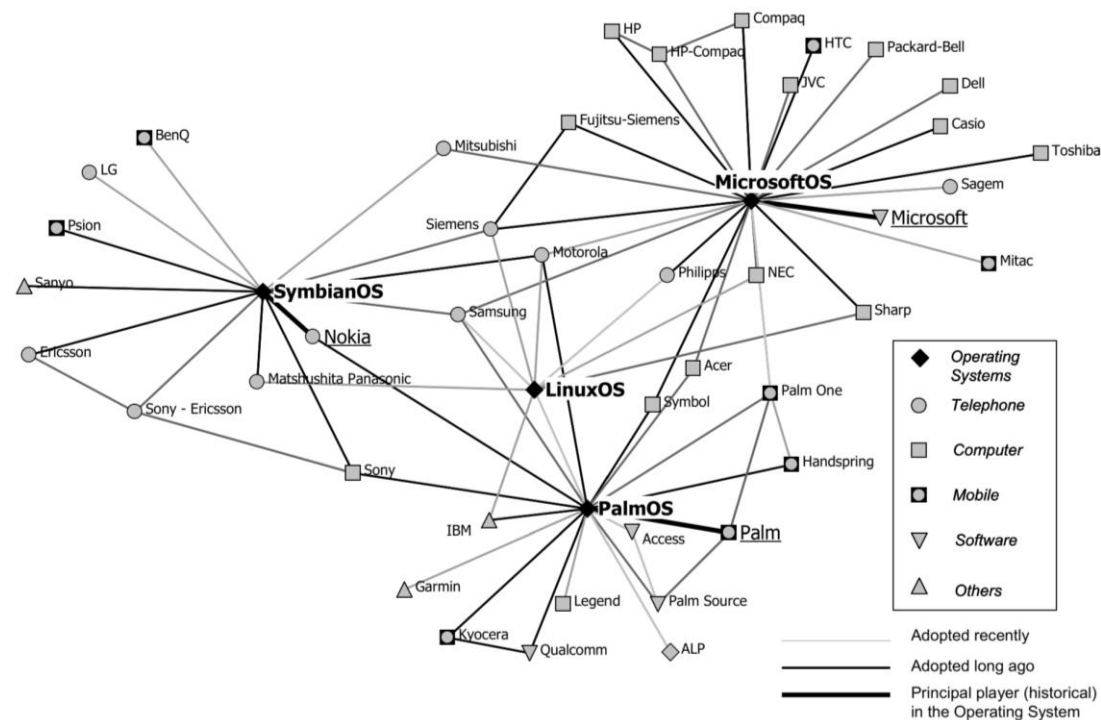 HP
Compaq
HTC
HP-Compaq
Packard-Bell
JVC
Dell
Fujitsu-Siemens
Casio
BenQ
Mitsubishi
Toshiba
LG
MicrosoftOS
Sagem
Psion
Siemens
Microsoft
Motorola
Mitac
Philipps
NEC
Sanyo
SymbianOS
Samsung
Sharp
Nokia
Ericsson
Acer
Matshushita Panasonic
LinuxOS
Palm One
Sony - Ericsson
Symbol
Sony
Handspring
PalmOS
IBM
Palm
Access
Garmin
Legend
Palm Source
Kyocera
Qualcomm
ALP
Operating
Systems
Telephone
Computer
Mobile
Software
Others
Adopted recently
Adopted long ago
Principal player (historical)
in the Operating System